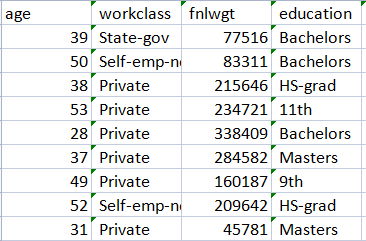 age workclass fnlwgt education
39 State-gov 77516 Bachelors
50 Self-emp-n 83311 Bachelors
38 Private 215646 HS-grad
53 Private 234721 11th
28 Private 338409 Bachelors
37 Private 284582 Masters
49 Private 160187 9th
52 Self-emp-n 209642 HS-grad
31 Private 45781 Masters